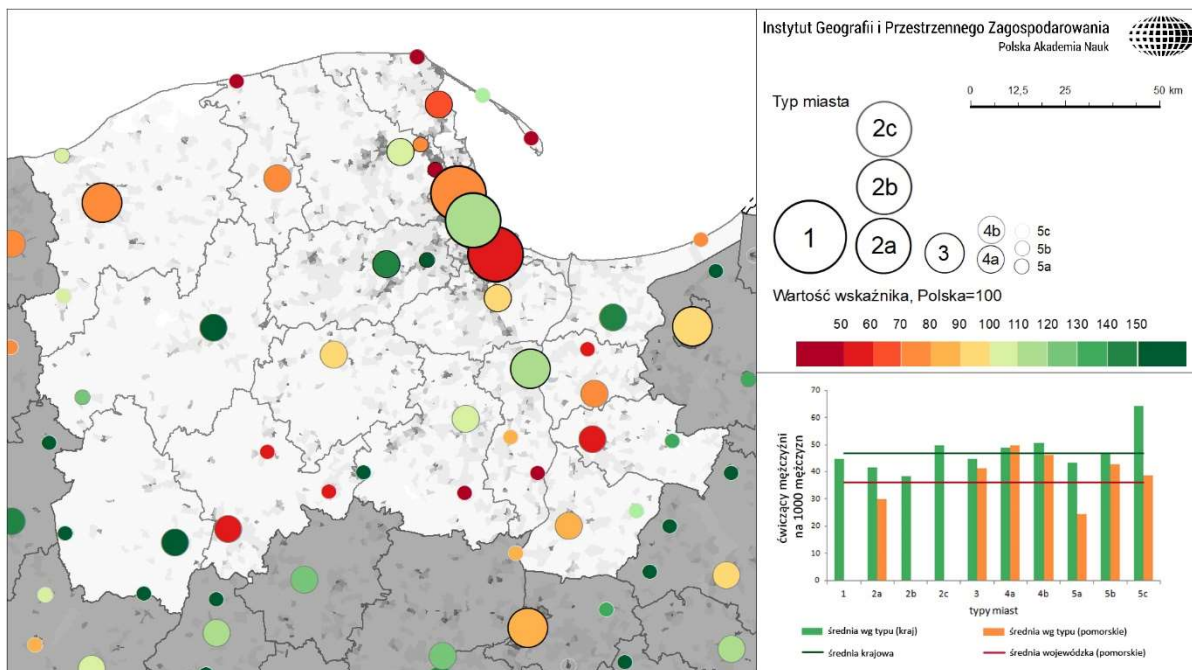 Instytut Geografii i Przestrzennego Zagospodarowania
Polska Akademia Nauk
0 12,5 25 50 km
Typ miasta
2c
2b
1 2a 3 4b 5c
4a 5b
5a
Wartość wskaźnika, Polska=100
50 60 70 80 90 100 110 120 130 140 150
ćwiczący mężczyźni
na 1000 mężczyzn
70
60
50
40
30
20
10
0
1 2a 2b 2c 3 4a 4b 5a 5b 5c
typy miast
średnia wg typu (kraj) średnia wg typu (pomorskie)
średnia krajowa średnia wojewódzka (pomorskie)